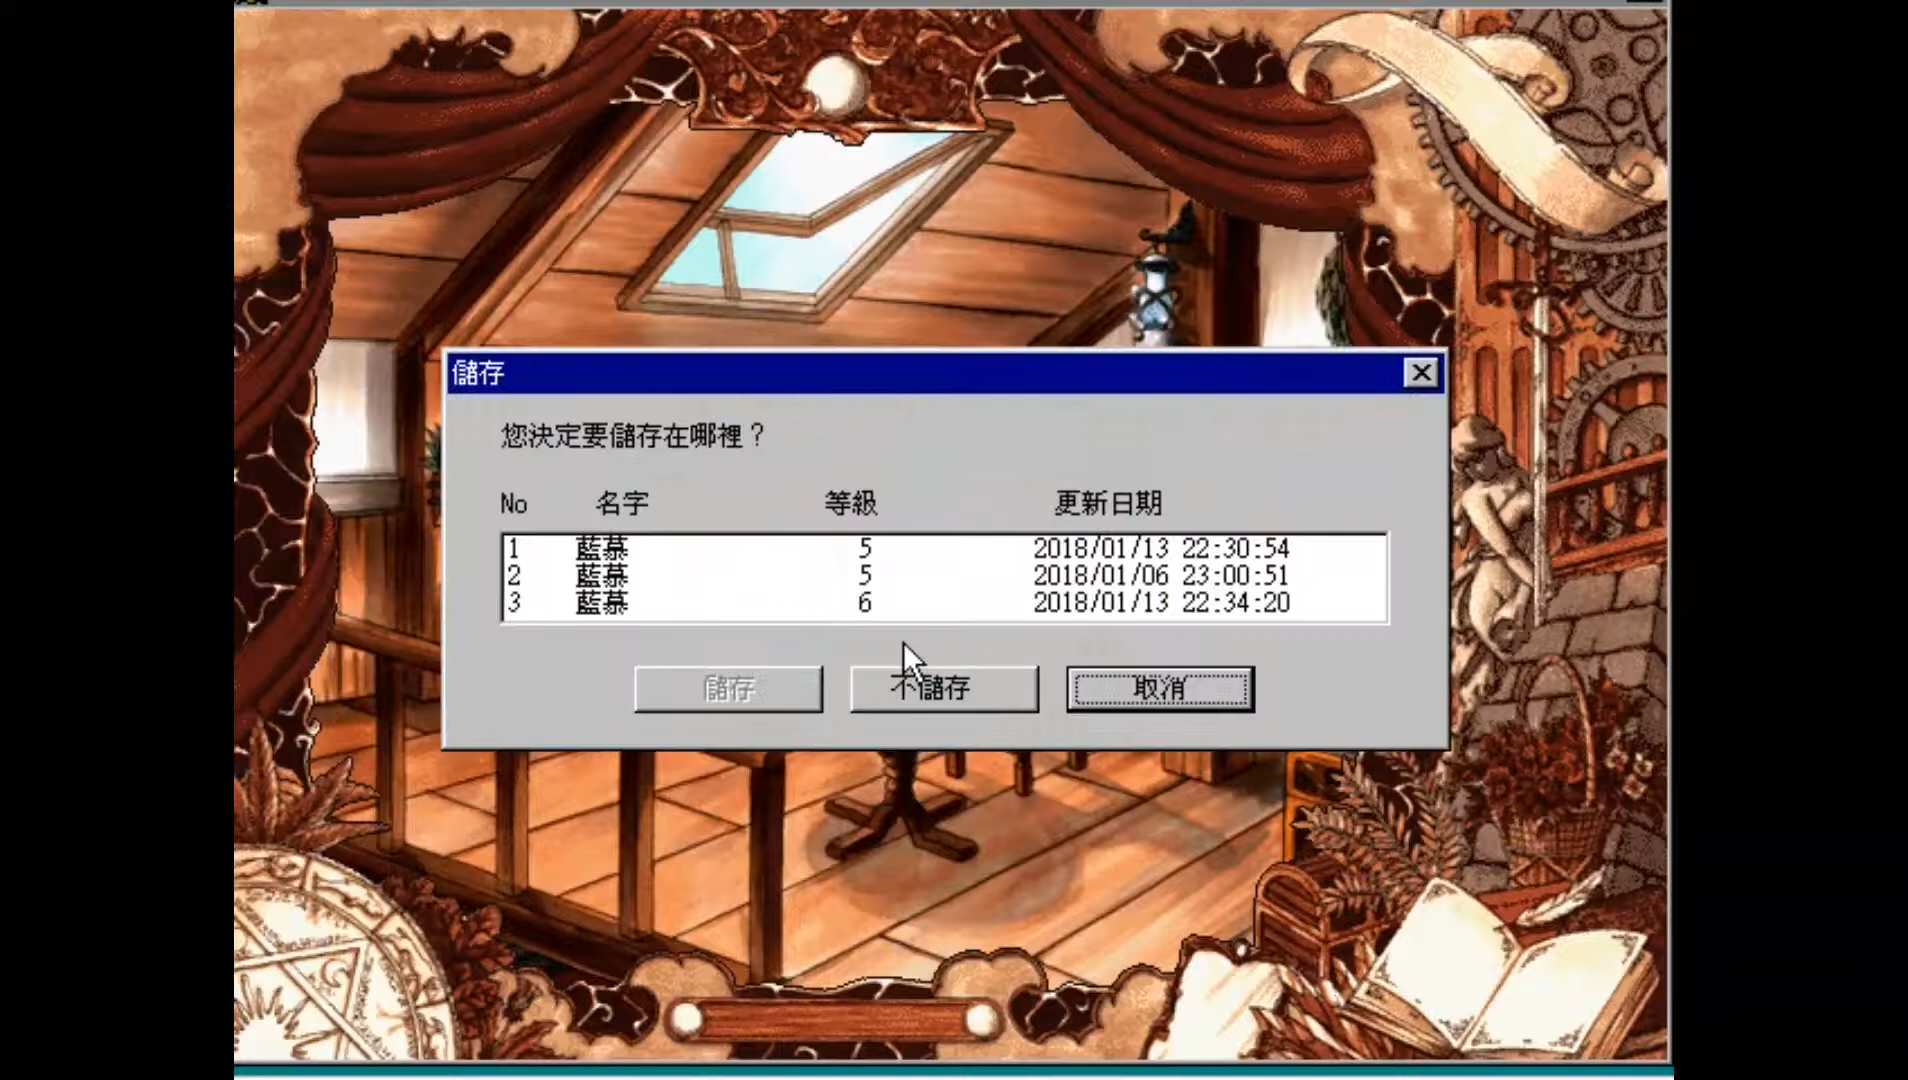 儲存
您決定要儲存在哪裡？
No 名字 等級 更新日期
1 藍慕 5 2018/01/13 22:30:54
2 藍慕 5 2018/01/06 23:00:51
3 藍慕 6 2018/01/13 22:34:20
儲存 不儲存 取消